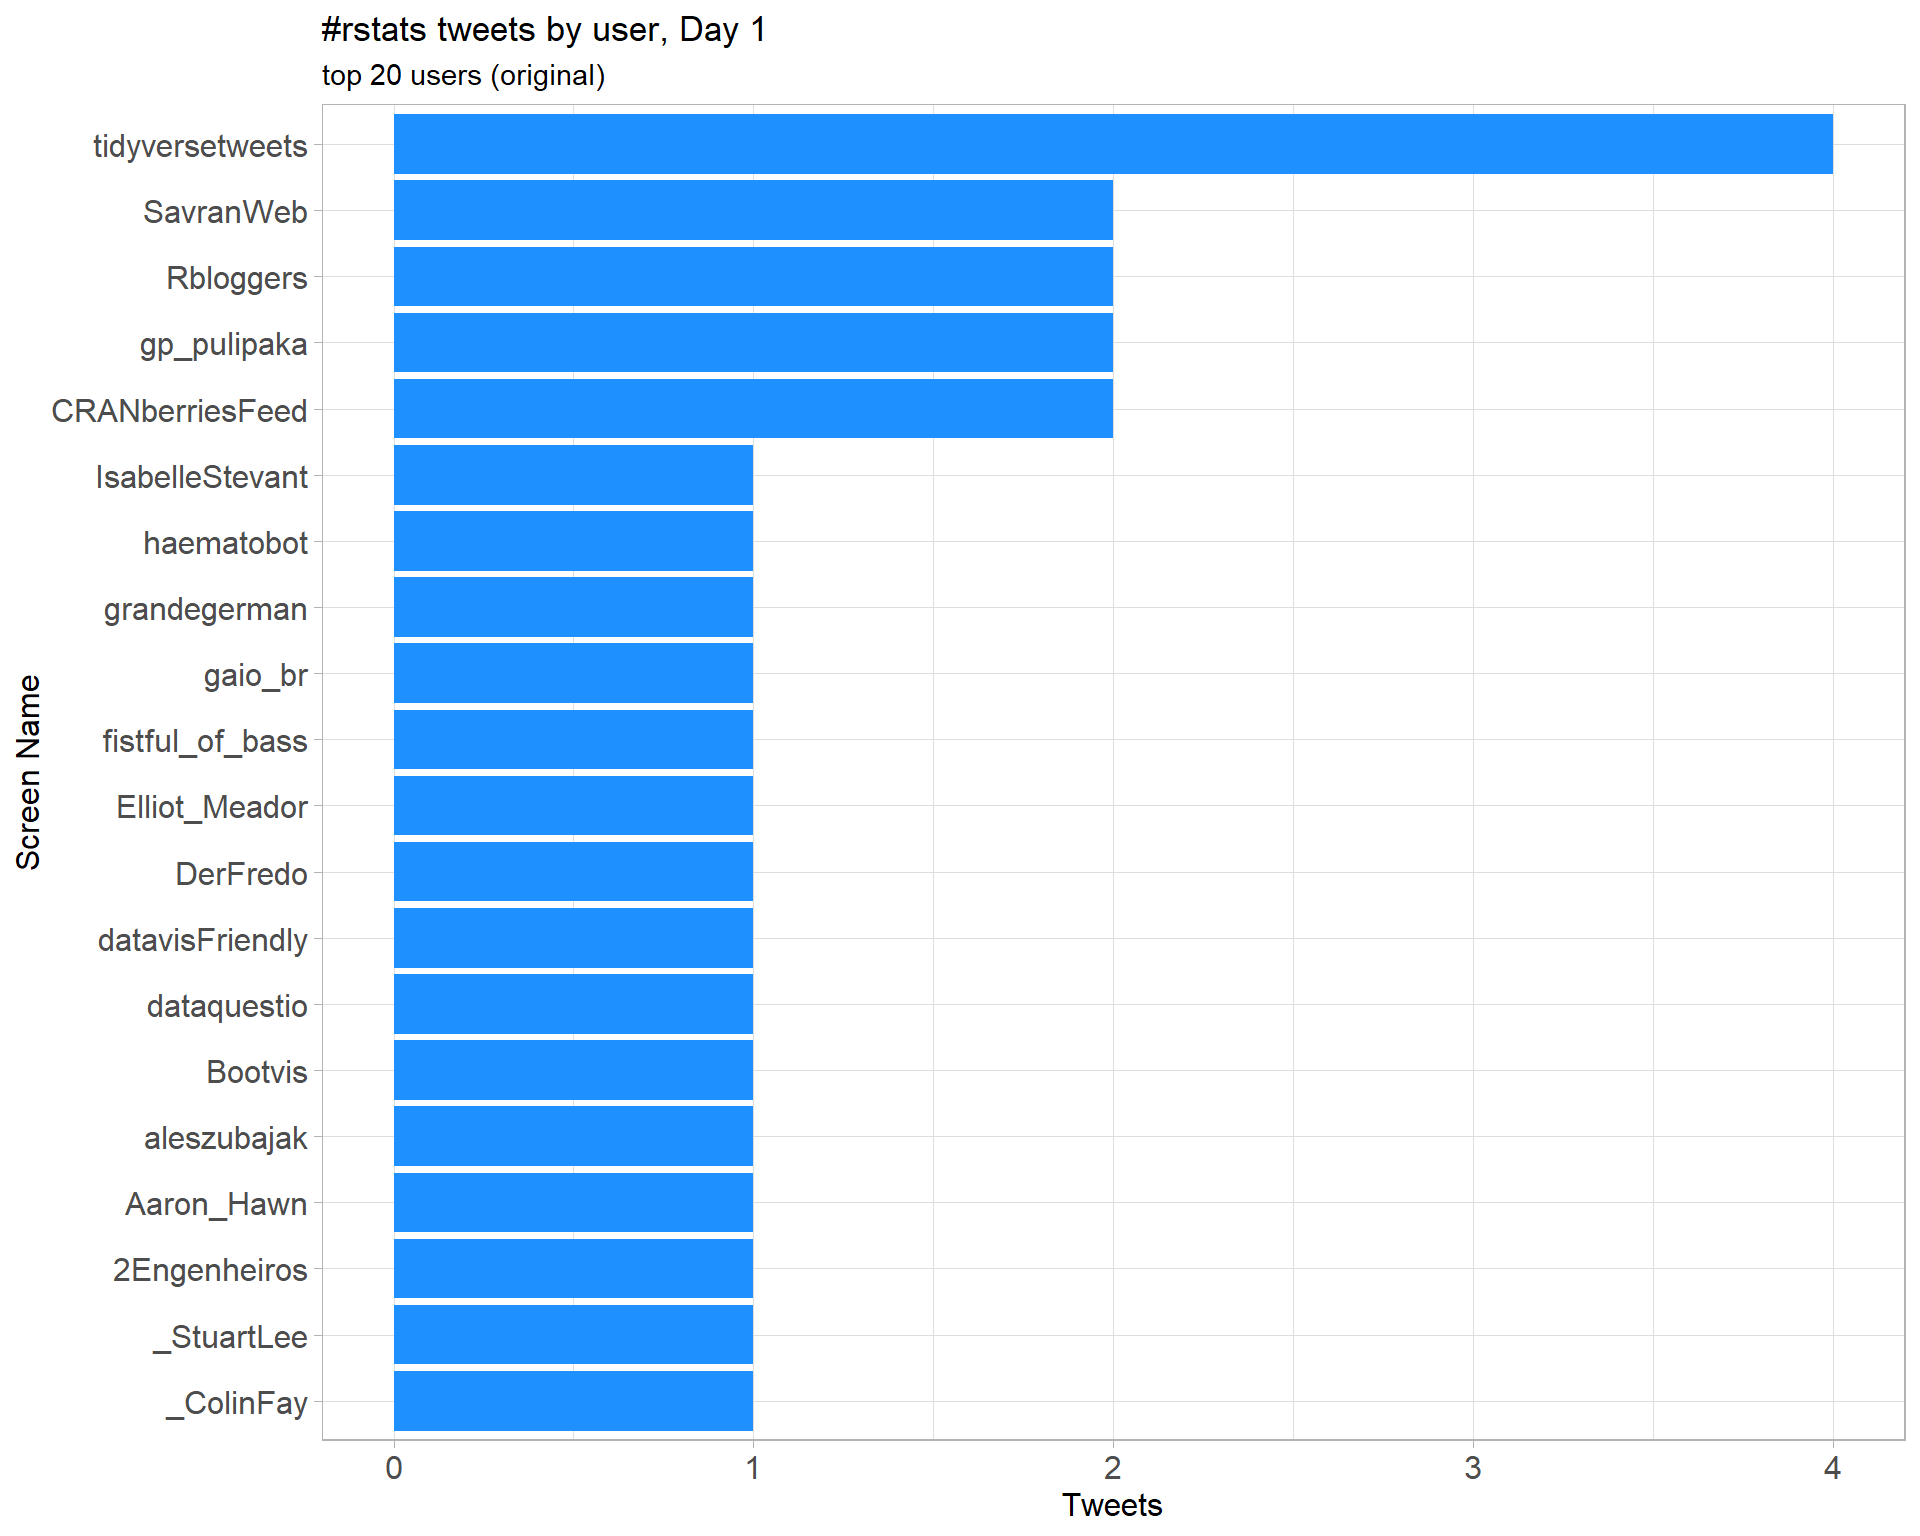 #rstats tweets by user, Day 1
top 20 users (original)
tidyversetweets
SavranWeb
Rbloggers
gp_pulipaka
CRANberriesFeed
IsabelleStevant
haematobot
grandegerman
gaio_br
fistful_of_bass
Elliot_Meador
DerFredo
datavisFriendly
dataquestio
Bootvis
aleszubajak
Aaron_Hawn
2Engenheiros
_StuartLee
_ColinFay
Screen Name
0 1 2 3 4
Tweets